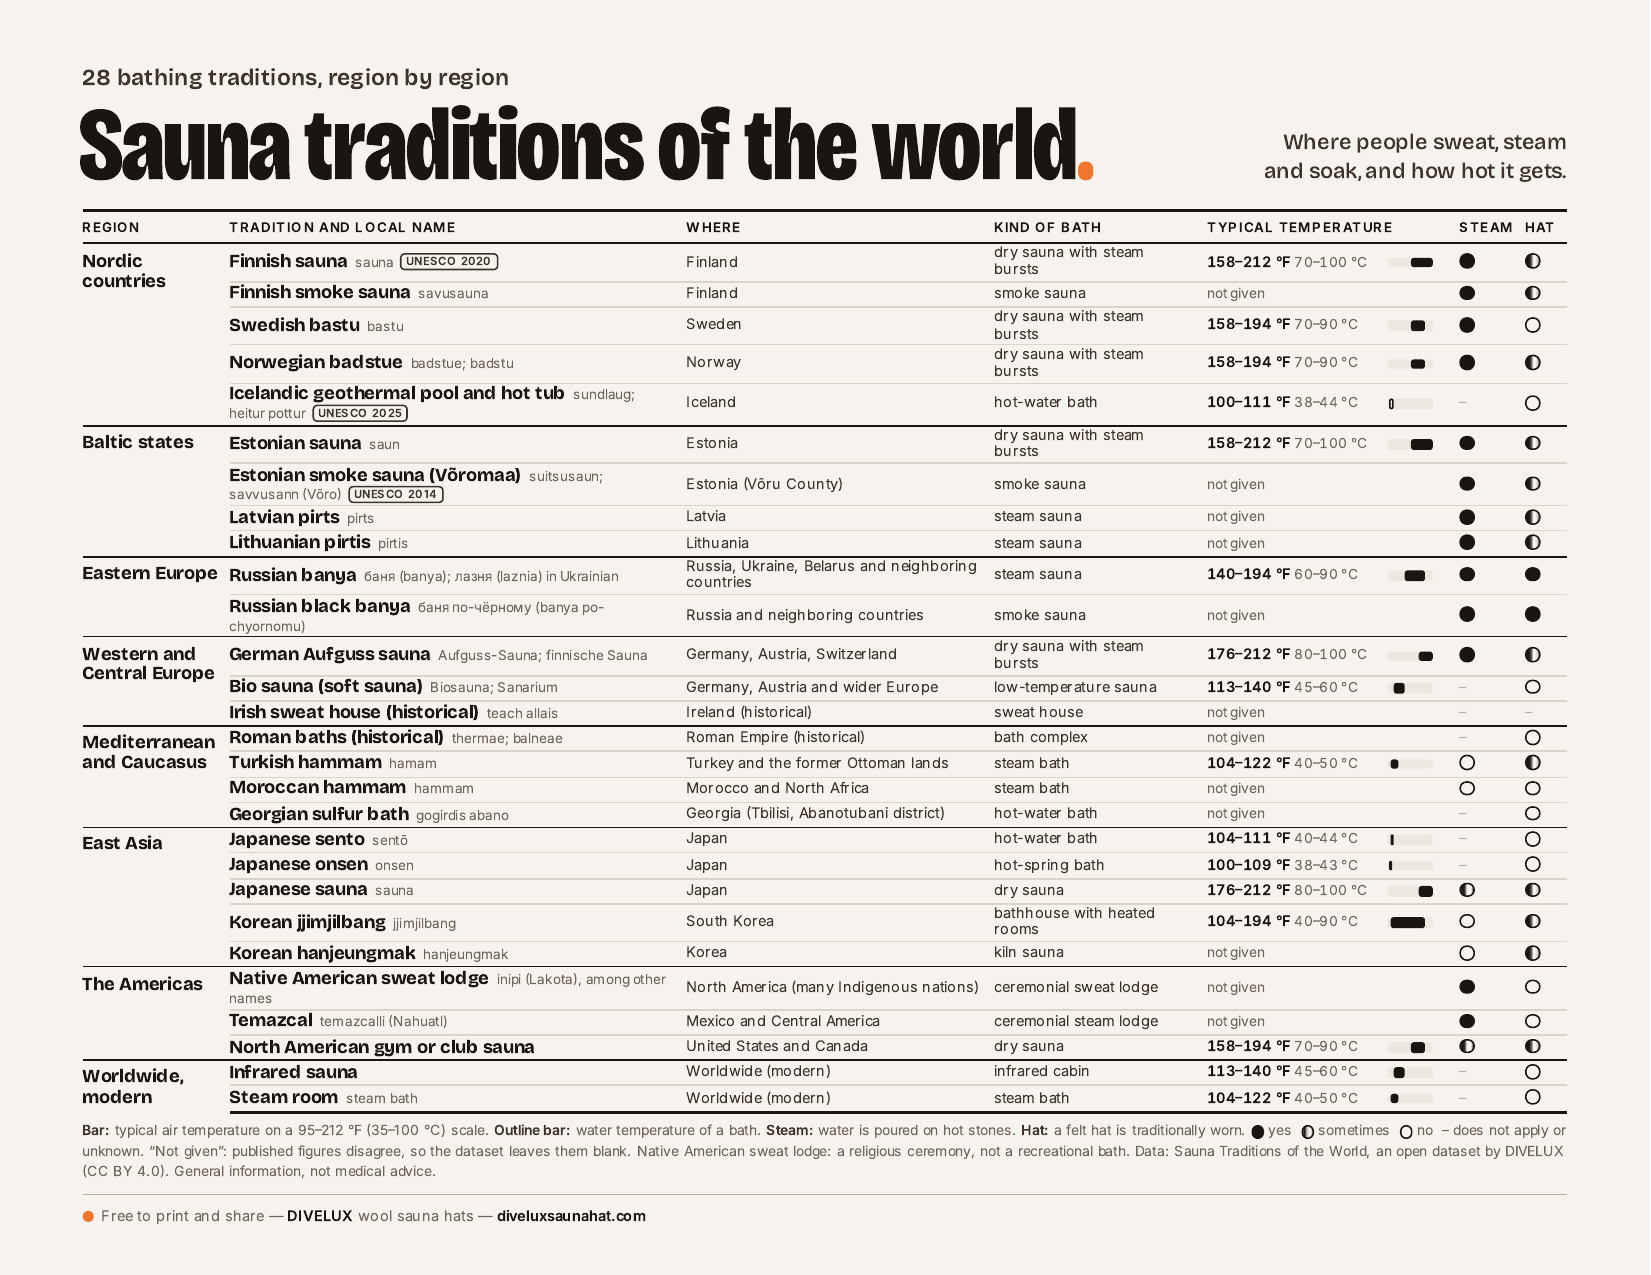 28 bathing traditions, region by region
Sauna traditions of the world.
Where people sweat, steam
and soak, and how hot it gets.
REGION TRADITION AND LOCAL NAME WHERE KIND OF BATH TYPICAL TEMPERATURE STEAM HAT
Nordic countries
Finnish sauna sauna UNESCO 2020 Finland dry sauna with steam bursts 158–212 °F 70–100 °C
Finnish smoke sauna savusauna Finland smoke sauna not given
Swedish bastu bastu Sweden dry sauna with steam bursts 158–194 °F 70–90 °C
Norwegian badstue badstue; badstu Norway dry sauna with steam bursts 158–194 °F 70–90 °C
Icelandic geothermal pool and hot tub sundlaug; heitur pottur UNESCO 2025 Iceland hot-water bath 100–111 °F 38–44 °C –
Baltic states
Estonian sauna saun Estonia dry sauna with steam bursts 158–212 °F 70–100 °C
Estonian smoke sauna (Võromaa) suitsusaun; savvusann (Võro) UNESCO 2014 Estonia (Võru County) smoke sauna not given
Latvian pirts pirts Latvia steam sauna not given
Lithuanian pirtis pirtis Lithuania steam sauna not given
Eastern Europe
Russian banya баня (banya); лазня (laznia) in Ukrainian Russia, Ukraine, Belarus and neighboring countries steam sauna 140–194 °F 60–90 °C
Russian black banya баня по-чёрному (banya po-chyornomu) Russia and neighboring countries smoke sauna not given
Western and Central Europe
German Aufguss sauna Aufguss-Sauna; finnische Sauna Germany, Austria, Switzerland dry sauna with steam bursts 176–212 °F 80–100 °C
Bio sauna (soft sauna) Biosauna; Sanarium Germany, Austria and wider Europe low-temperature sauna 113–140 °F 45–60 °C –
Irish sweat house (historical) teach allais Ireland (historical) sweat house not given – –
Mediterranean and Caucasus
Roman baths (historical) thermae; balneae Roman Empire (historical) bath complex not given –
Turkish hammam hamam Turkey and the former Ottoman lands steam bath 104–122 °F 40–50 °C
Moroccan hammam hammam Morocco and North Africa steam bath not given
Georgian sulfur bath gogirdis abano Georgia (Tbilisi, Abanotubani district) hot-water bath not given –
East Asia
Japanese sento sentō Japan hot-water bath 104–111 °F 40–44 °C –
Japanese onsen onsen Japan hot-spring bath 100–109 °F 38–43 °C –
Japanese sauna sauna Japan dry sauna 176–212 °F 80–100 °C
Korean jjimjilbang jjimjilbang South Korea bathhouse with heated rooms 104–194 °F 40–90 °C
Korean hanjeungmak hanjeungmak Korea kiln sauna not given
The Americas
Native American sweat lodge inipi (Lakota), among other names North America (many Indigenous nations) ceremonial sweat lodge not given
Temazcal temazcalli (Nahuatl) Mexico and Central America ceremonial steam lodge not given
North American gym or club sauna United States and Canada dry sauna 158–194 °F 70–90 °C
Worldwide, modern
Infrared sauna Worldwide (modern) infrared cabin 113–140 °F 45–60 °C –
Steam room steam bath Worldwide (modern) steam bath 104–122 °F 40–50 °C –
Bar: typical air temperature on a 95–212 °F (35–100 °C) scale. Outline bar: water temperature of a bath. Steam: water is poured on hot stones. Hat: a felt hat is traditionally worn. yes sometimes no – does not apply or
unknown. “Not given”: published figures disagree, so the dataset leaves them blank. Native American sweat lodge: a religious ceremony, not a recreational bath. Data: Sauna Traditions of the World, an open dataset by DIVELUX
(CC BY 4.0). General information, not medical advice.
Free to print and share — DIVELUX wool sauna hats — diveluxsaunahat.com